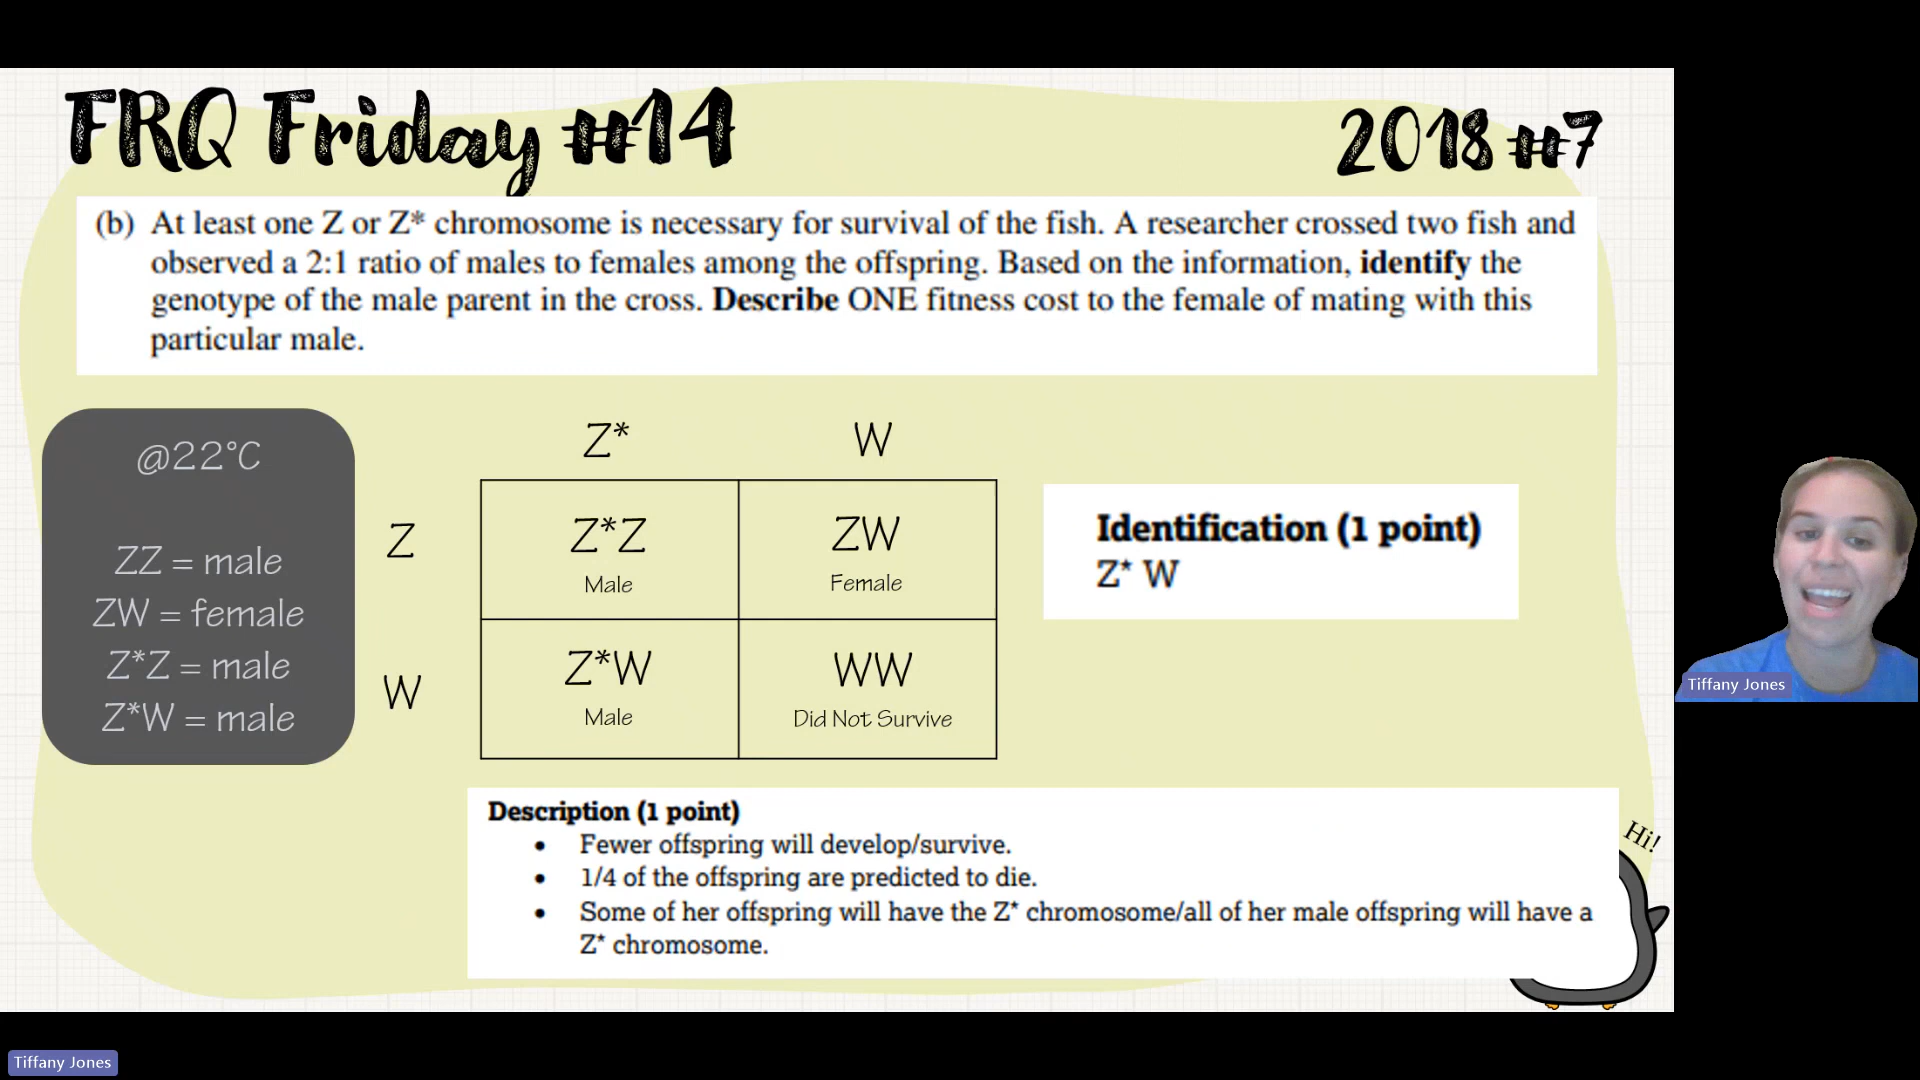 FRQ Friday #14
2018 #7
(b) At least one Z or Z* chromosome is necessary for survival of the fish. A researcher crossed two fish and
observed a 2:1 ratio of males to females among the offspring. Based on the information, identify the
genotype of the male parent in the cross. Describe ONE fitness cost to the female of mating with this
particular male.
@22°C
ZZ = male
ZW = female
Z*Z = male
Z*W = male
Z* W
Z
Z*Z
Male
ZW
Female
W
Z*W
Male
WW
Did Not Survive
Identification (1 point)
Z* W
Description (1 point)
• Fewer offspring will develop/survive.
• 1/4 of the offspring are predicted to die.
• Some of her offspring will have the Z* chromosome/all of her male offspring will have a
Z* chromosome.
Hi!
Tiffany Jones
Tiffany Jones